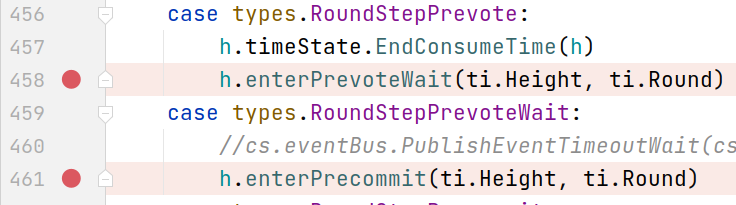 456 case types.RoundStepPrevote:
457 h.timeState.EndConsumeTime(h)
458 h.enterPrevoteWait(ti.Height, ti.Round)
459 case types.RoundStepPrevoteWait:
460 //cs.eventBus.PublishEventTimeoutWait(cs
461 h.enterPrecommit(ti.Height, ti.Round)